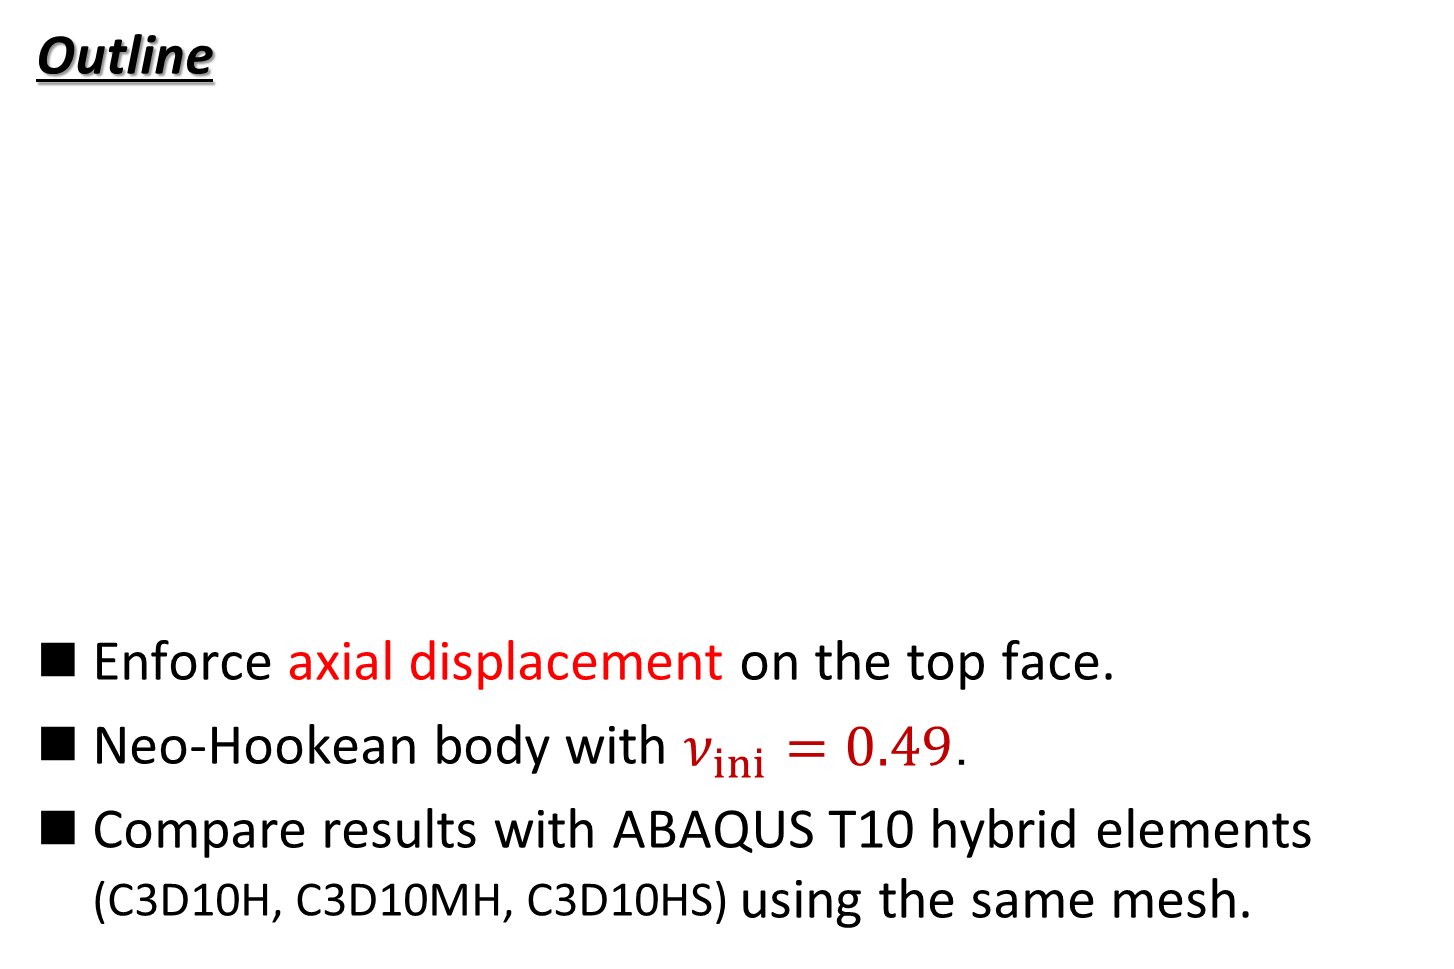 Outline
■ Enforce axial displacement on the top face.
■ Neo-Hookean body with ν_ini = 0.49.
■ Compare results with ABAQUS T10 hybrid elements
(C3D10H, C3D10MH, C3D10HS) using the same mesh.